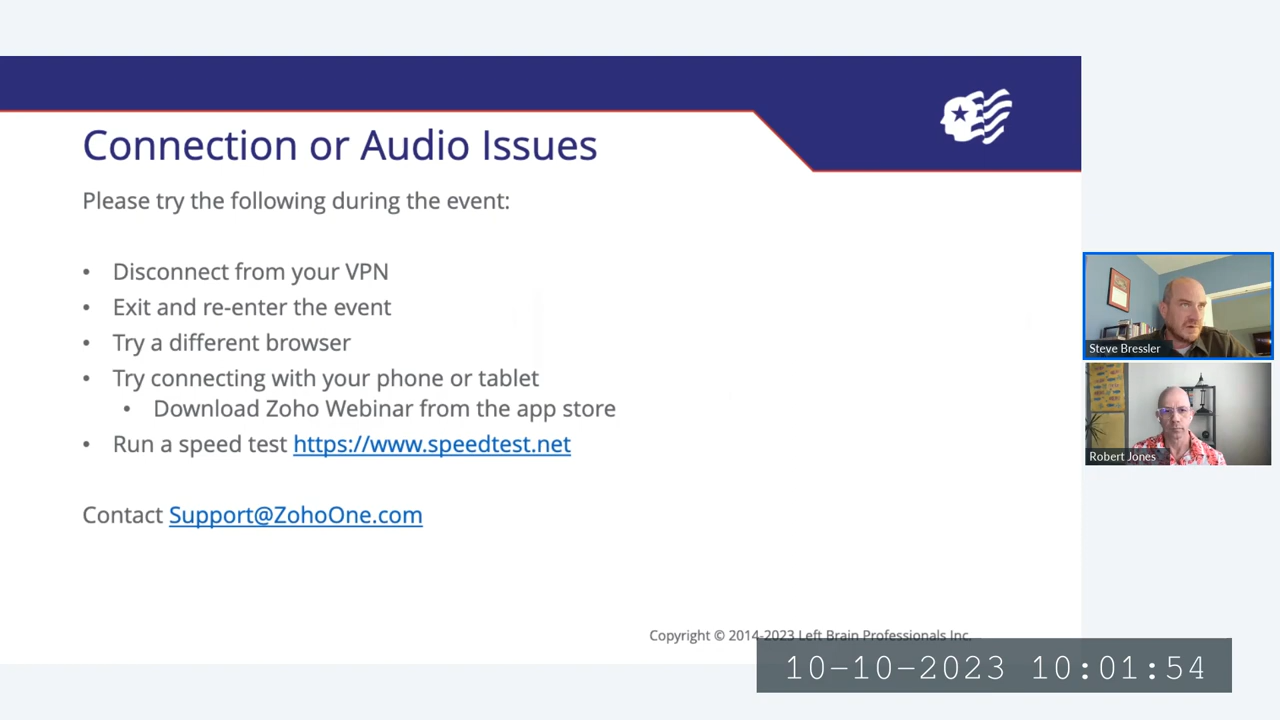 Connection or Audio Issues
Please try the following during the event:
• Disconnect from your VPN
• Exit and re-enter the event
• Try a different browser
• Try connecting with your phone or tablet
• Download Zoho Webinar from the app store
• Run a speed test https://www.speedtest.net
Contact Support@ZohoOne.com
Steve Bressler
Robert Jones
Copyright © 2014-2023 Left Brain Professionals Inc.
10-10-2023 10:01:54